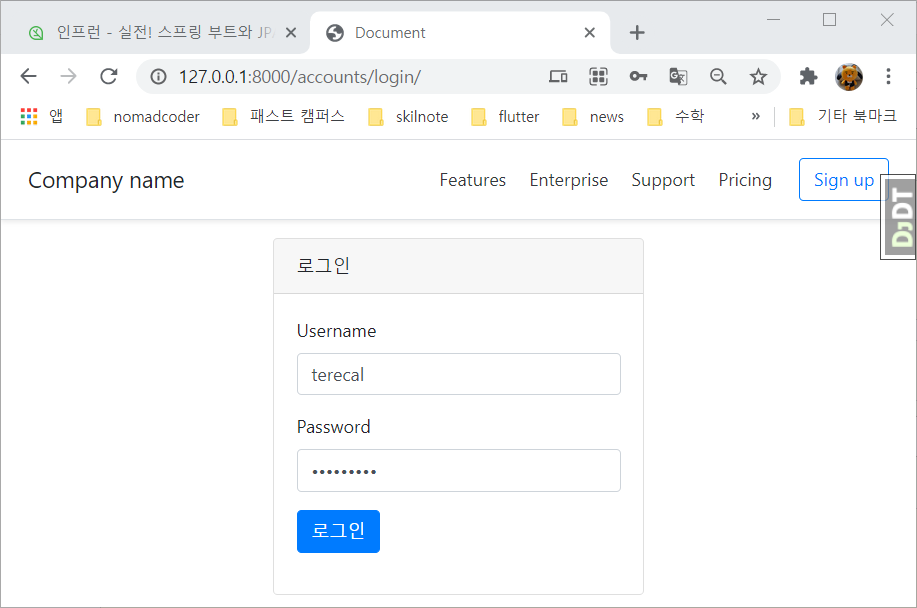 인프런 - 실전! 스프링 부트와 JP
Document
127.0.0.1:8000/accounts/login/
앱 nomadcoder 패스트 캠퍼스 skilnote flutter news 수학 » 기타 북마크
Company name Features Enterprise Support Pricing Sign up
DjDT
로그인
Username
terecal
Password
•••••••••
로그인